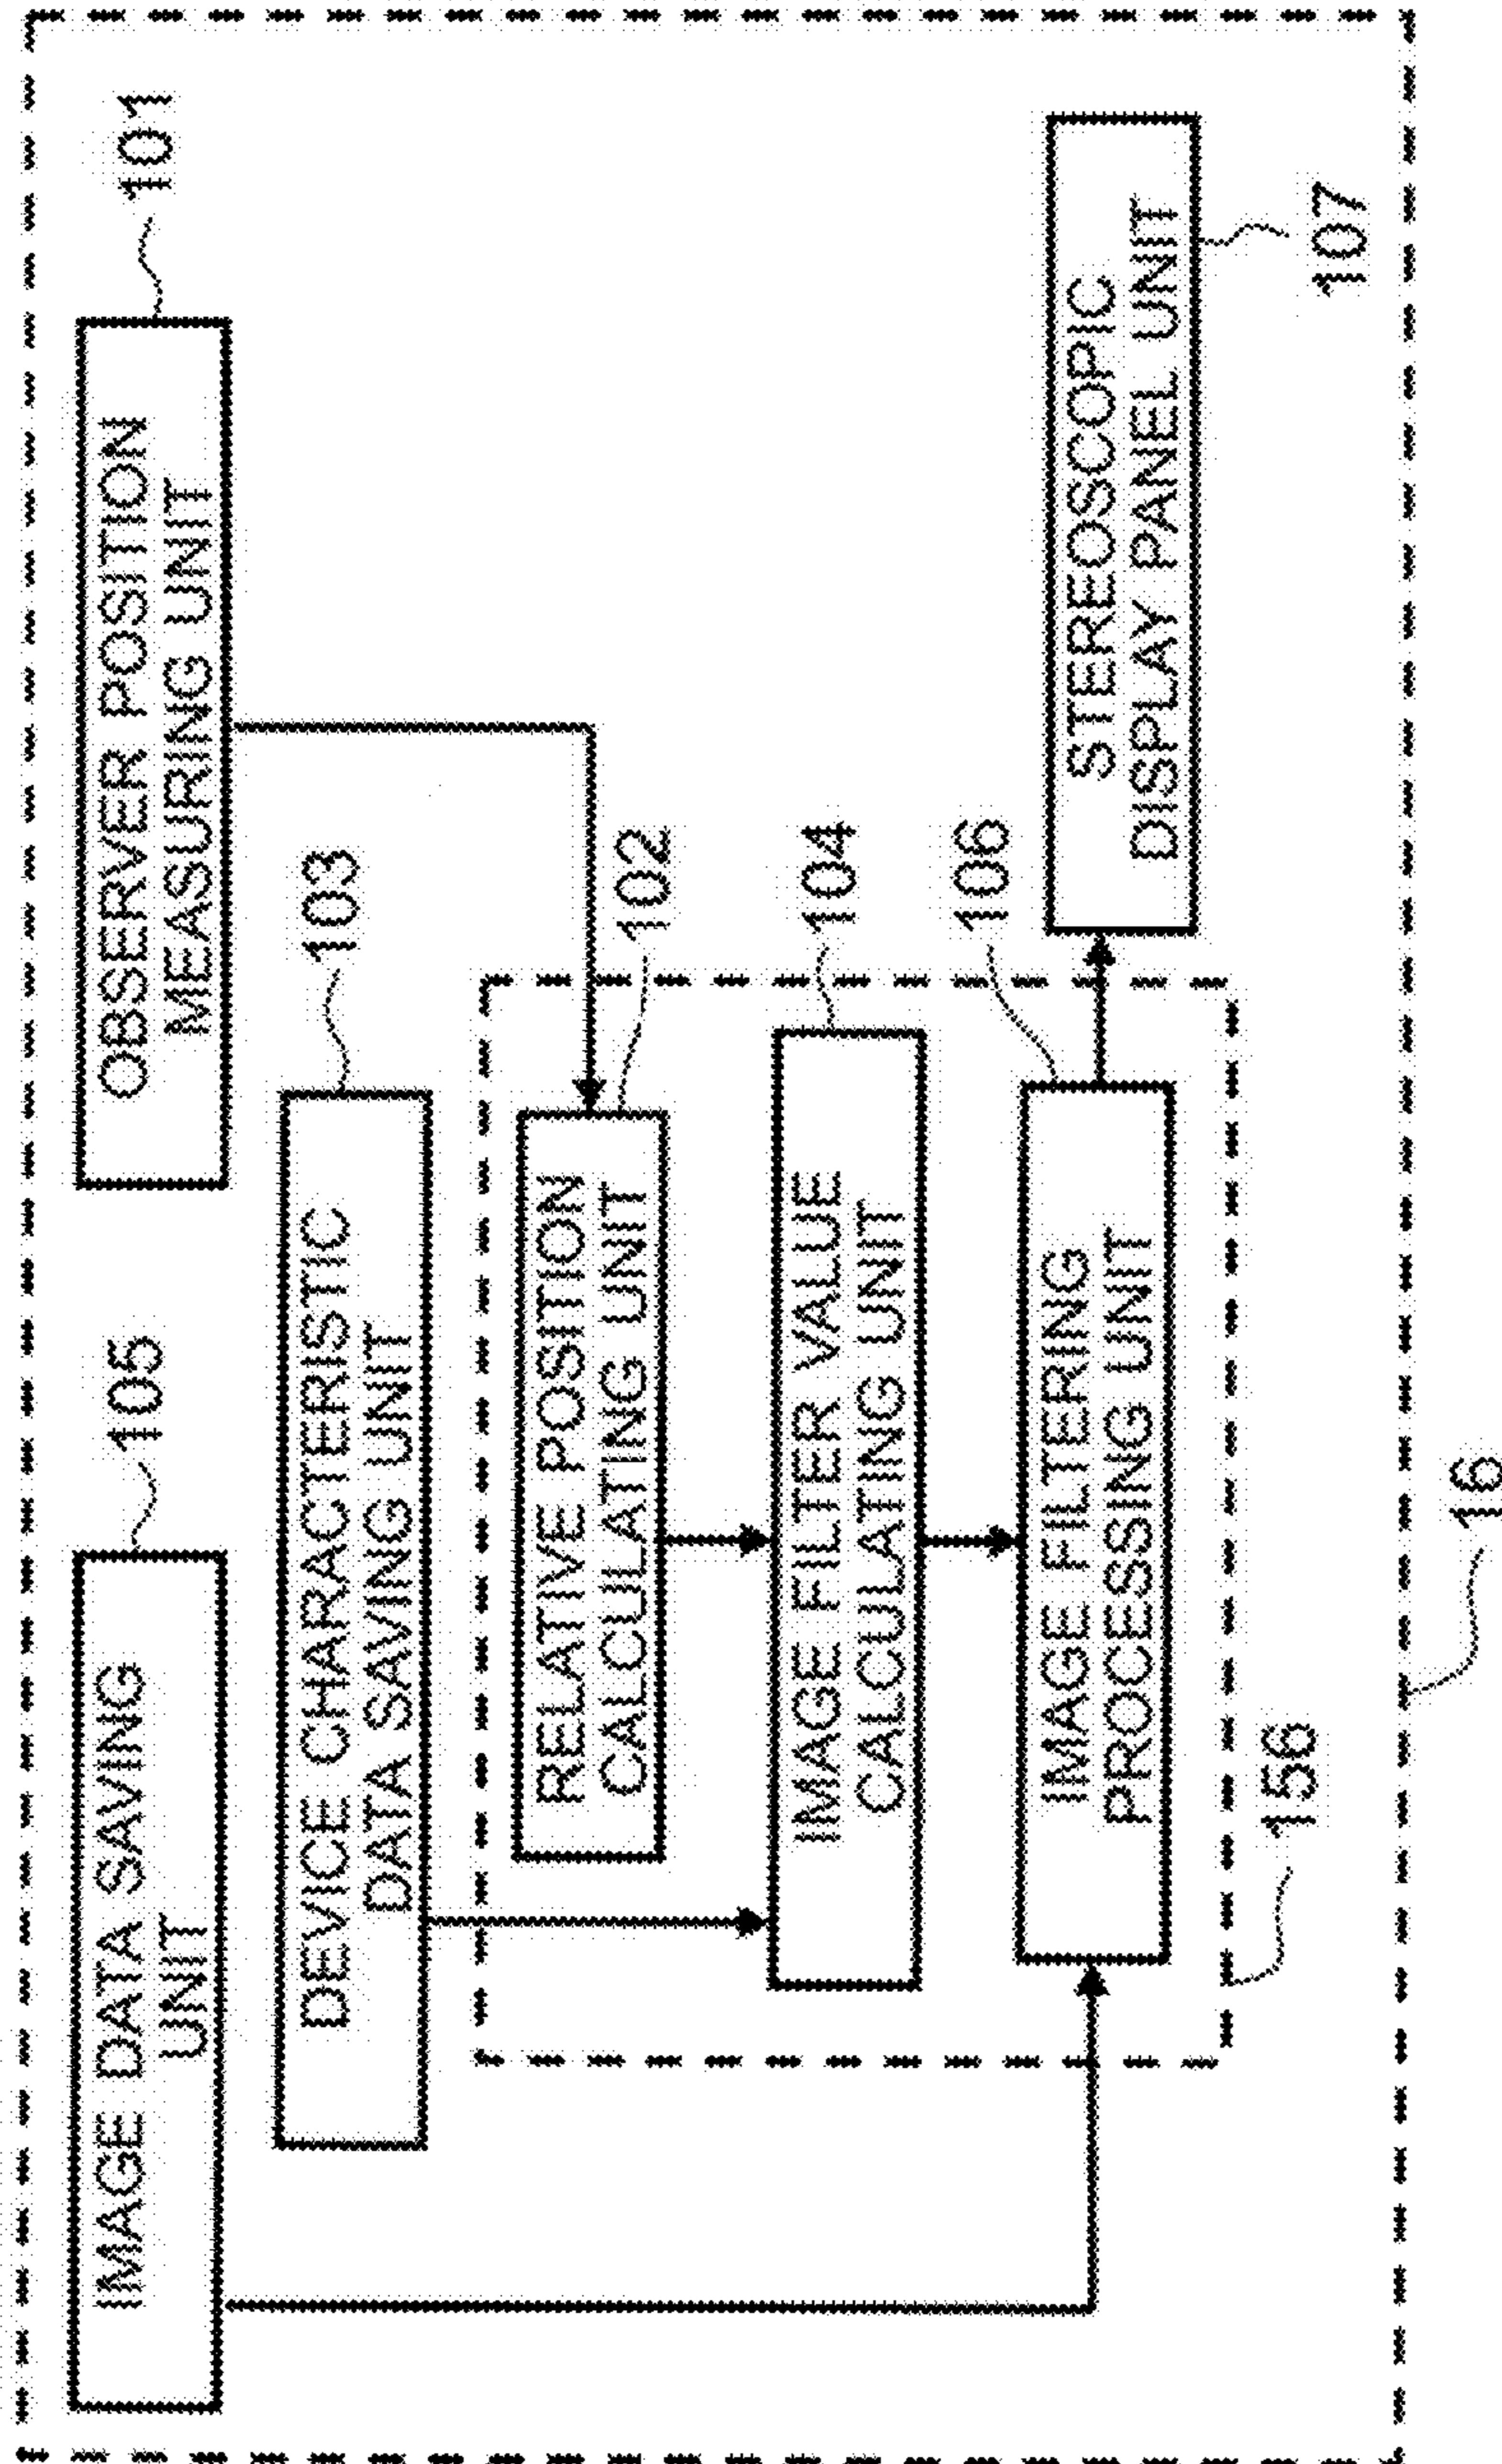 IMAGE DATA SAVING
UNIT
105
OBSERVER POSITION
MEASURING UNIT
101
DEVICE CHARACTERISTIC
DATA SAVING UNIT
103
RELATIVE POSITION
CALCULATING UNIT
102
IMAGE FILTER VALUE
CALCULATING UNIT
104
IMAGE FILTERING
PROCESSING UNIT
106
STEREOSCOPIC
DISPLAY PANEL UNIT
107
156
16